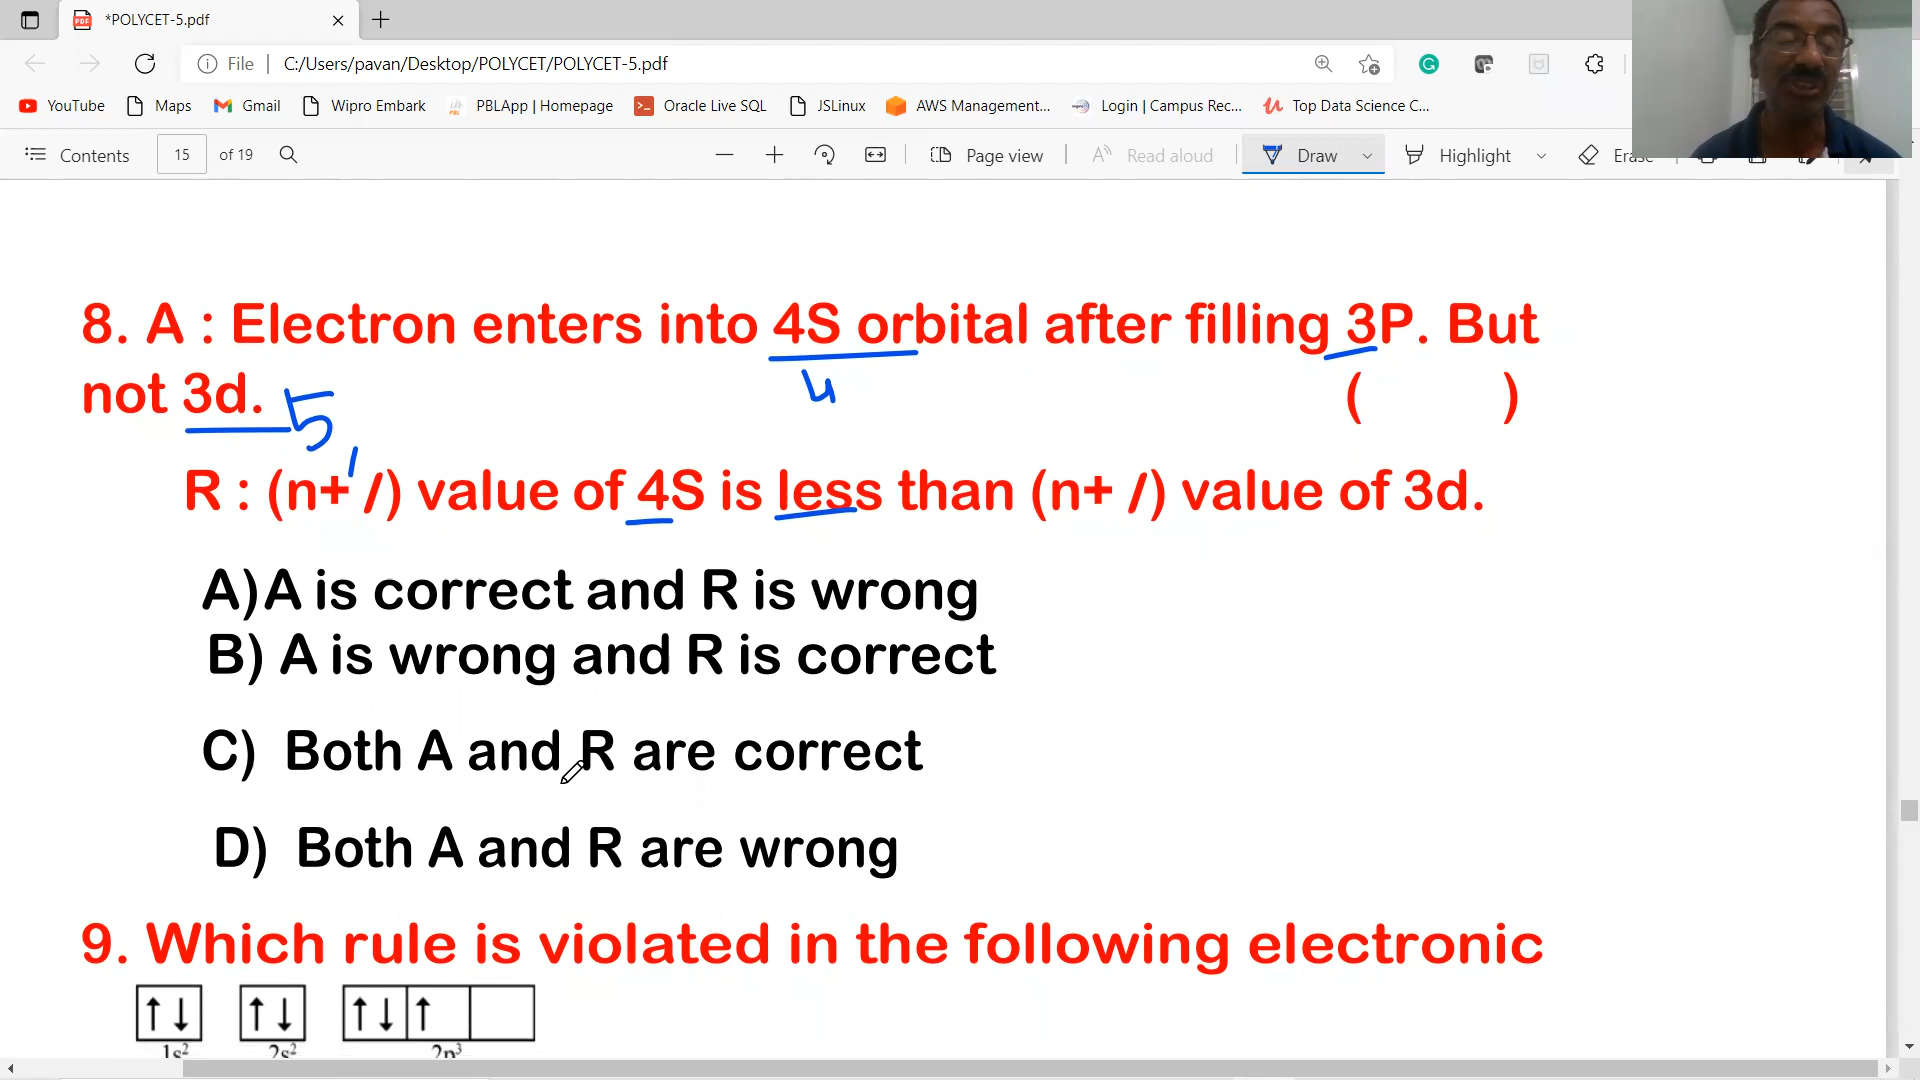 *POLYCET-5.pdf
File C:/Users/pavan/Desktop/POLYCET/POLYCET-5.pdf
YouTube Maps Gmail Wipro Embark PBLApp | Homepage Oracle Live SQL JSLinux AWS Management... Login | Campus Rec... Top Data Science C...
Contents 15 of 19 Page view Read aloud Draw Highlight Erase
8. A : Electron enters into 4S orbital after filling 3P. But
4
not 3d. 5 ( )
R : (n+ l) value of 4S is less than (n+ l) value of 3d.
A)A is correct and R is wrong
B) A is wrong and R is correct
C) Both A and R are correct
D) Both A and R are wrong
9. Which rule is violated in the following electronic
↑↓ ↑↓ ↑↓ ↑
1s² 2s² 2p³